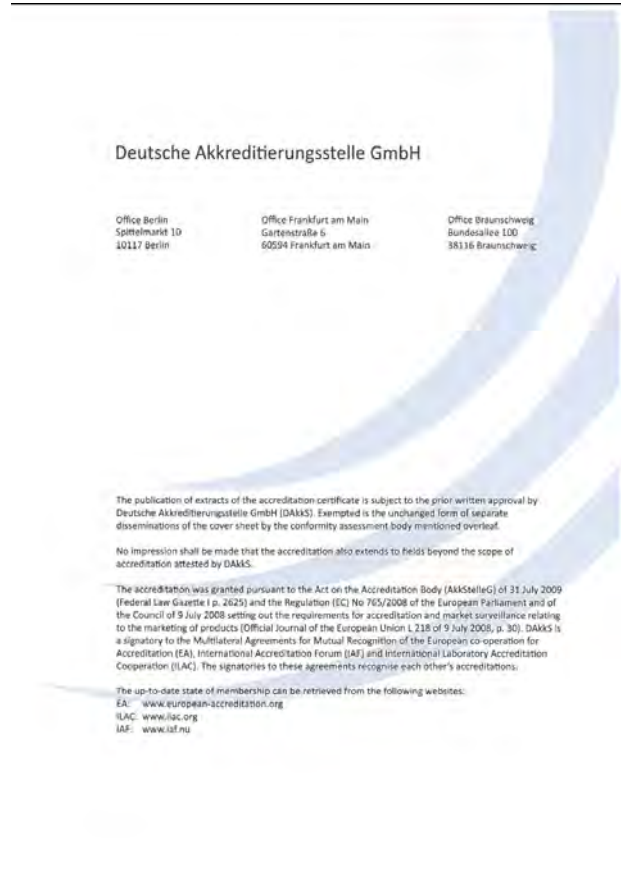 Deutsche Akkreditierungsstelle GmbH
Office Berlin
Spittelmarkt 10
10117 Berlin
Office Frankfurt am Main
Gartenstraße 6
60594 Frankfurt am Main
Office Braunschweig
Bundesallee 100
38116 Braunschweig
The publication of extracts of the accreditation certificate is subject to the prior written approval by
Deutsche Akkreditierungsstelle GmbH (DAkkS). Exempted is the unchanged form of separate
disseminations of the cover sheet by the conformity assessment body mentioned overleaf.
No impression shall be made that the accreditation also extends to fields beyond the scope of
accreditation attested by DAkkS.
The accreditation was granted pursuant to the Act on the Accreditation Body (AkkStelleG) of 31 July 2009
(Federal Law Gazette I p. 2625) and the Regulation (EC) No 765/2008 of the European Parliament and of
the Council of 9 July 2008 setting out the requirements for accreditation and market surveillance relating
to the marketing of products (Official Journal of the European Union L 218 of 9 July 2008, p. 30). DAkkS is
a signatory to the Multilateral Agreements for Mutual Recognition of the European co-operation for
Accreditation (EA), International Accreditation Forum (IAF) and International Laboratory Accreditation
Cooperation (ILAC). The signatories to these agreements recognise each other's accreditations.
The up-to-date state of membership can be retrieved from the following websites:
EA: www.european-accreditation.org
ILAC: www.ilac.org
IAF: www.iaf.nu